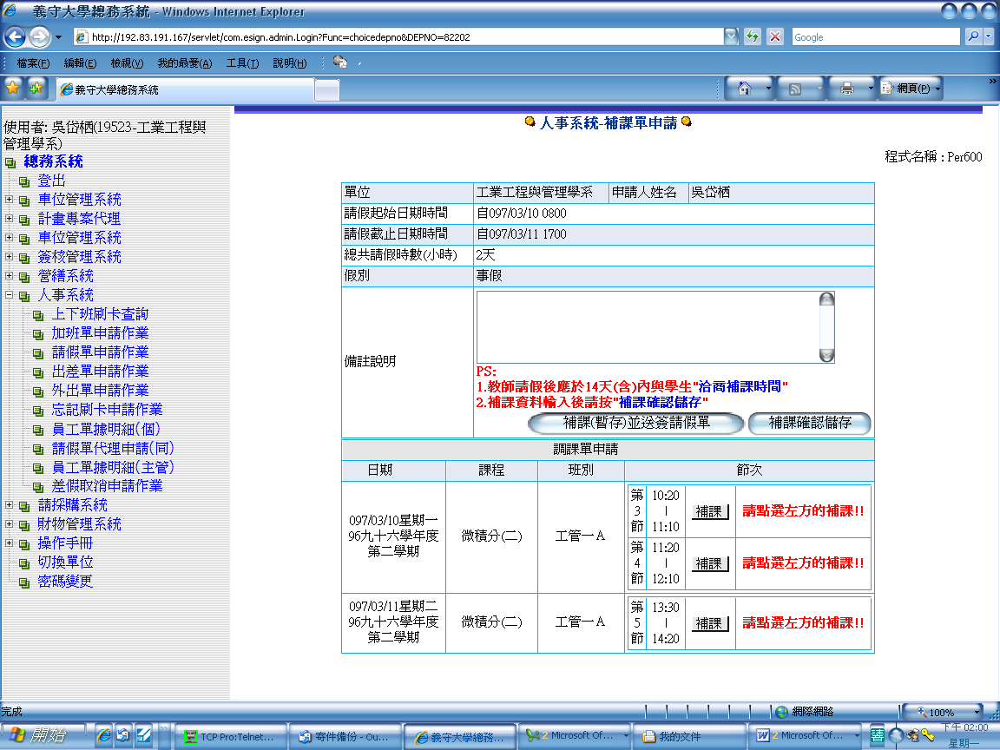 義守大學總務系統 - Windows Internet Explorer
http://192.83.191.167/servlet/com.esign.admin.Login?Func=choicedepno&DEPNO=82202
Google
檔案(F) 編輯(E) 檢視(V) 我的最愛(A) 工具(T) 說明(H)
義守大學總務系統
網頁(P)
使用者: 吳岱栖(19523-工業工程與
管理學系)
總務系統
登出
車位管理系統
計畫專案代理
車位管理系統
簽核管理系統
營繕系統
人事系統
上下班刷卡查詢
加班單申請作業
請假單申請作業
出差單申請作業
外出單申請作業
忘記刷卡申請作業
員工單據明細(個)
請假單代理申請(同)
員工單據明細(主管)
差假取消申請作業
請採購系統
財物管理系統
操作手冊
切換單位
密碼變更
人事系統-補課單申請
程式名稱 : Per600
單位 工業工程與管理學系 申請人姓名 吳岱栖
請假起始日期時間 自097/03/10 0800
請假截止日期時間 自097/03/11 1700
總共請假時數(小時) 2天
假別 事假
備註說明
PS:
1.教師請假後應於14天(含)內與學生"洽商補課時間"
2.補課資料輸入後請按"補課確認儲存"
補課(暫存)並送簽請假單 補課確認儲存
調課單申請
日期 課程 班別 節次
097/03/10星期一
96九十六學年度
第二學期
微積分(二)
工管一A
第
3
節
10:20
|
11:10
補課
請點選左方的補課!!
第
4
節
11:20
|
12:10
補課
請點選左方的補課!!
097/03/11星期二
96九十六學年度
第二學期
微積分(二)
工管一A
第
5
節
13:30
|
14:20
補課
請點選左方的補課!!
完成
網際網路
100%
開始
TCP Pro:Telnet...
寄件備份 - Ou...
義守大學總務...
2 Microsoft Of...
我的文件
2 Microsoft Of...
下午 02:00
星期一